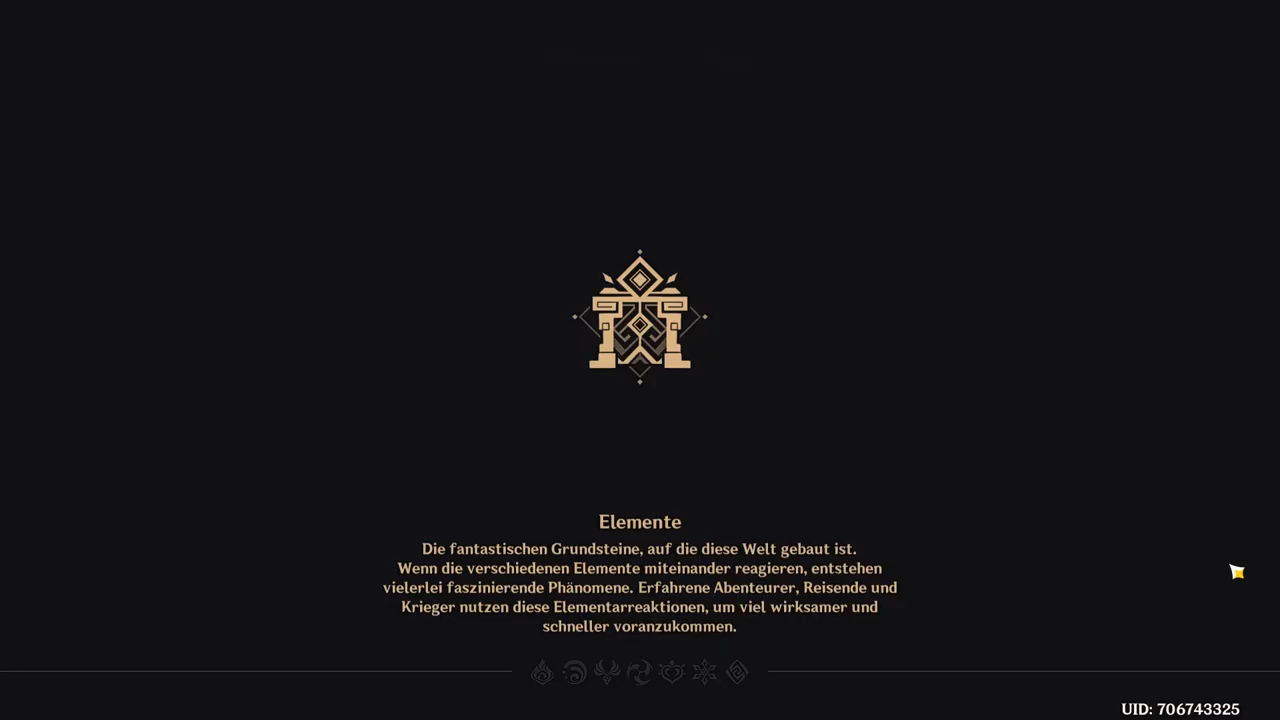 Elemente
Die fantastischen Grundsteine, auf die diese Welt gebaut ist.
Wenn die verschiedenen Elemente miteinander reagieren, entstehen
vielerlei faszinierende Phänomene. Erfahrene Abenteurer, Reisende und
Krieger nutzen diese Elementarreaktionen, um viel wirksamer und
schneller voranzukommen.
UID: 706743325